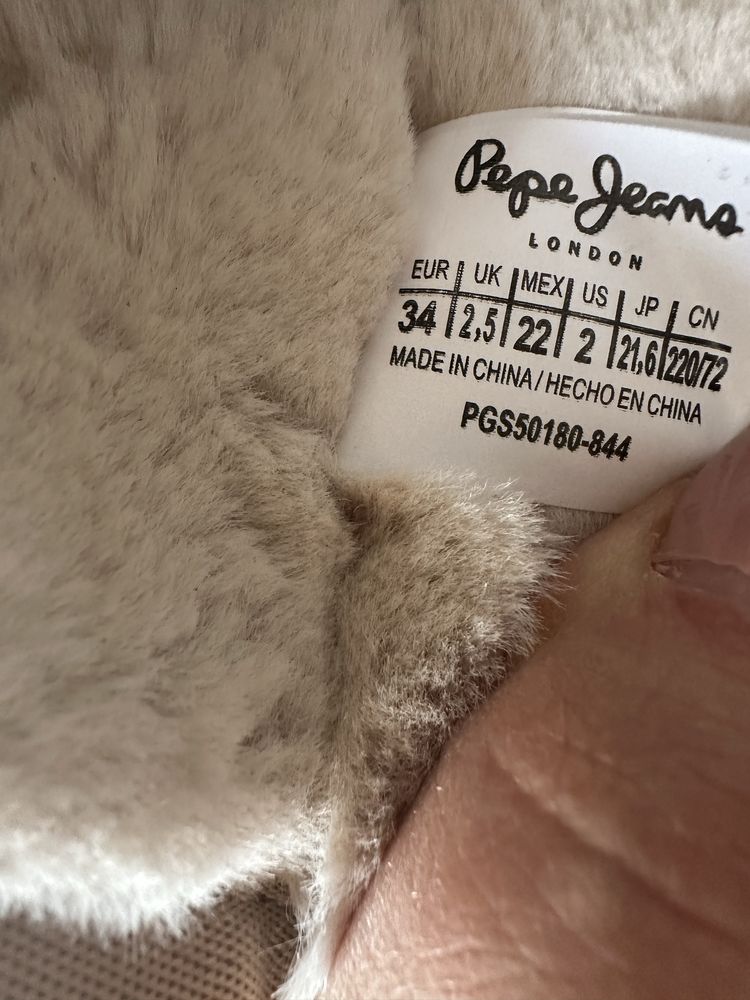 Pepe Jeans
LONDON
EUR UK MEX US JP CN
34 2,5 22 2 21,6 220/72
MADE IN CHINA / HECHO EN CHINA
PGS50180-844